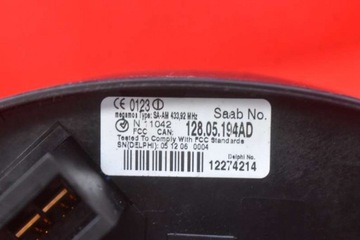 CE 0123 Saab No.
megamos Type: SA-AM 433,92 MHz
N 11042 128.05.194AD
FCC CAN:
Tested To Comply With FCC Standards
SN(DELPHI): 05 12 06 0004
Delphi No.
12274214